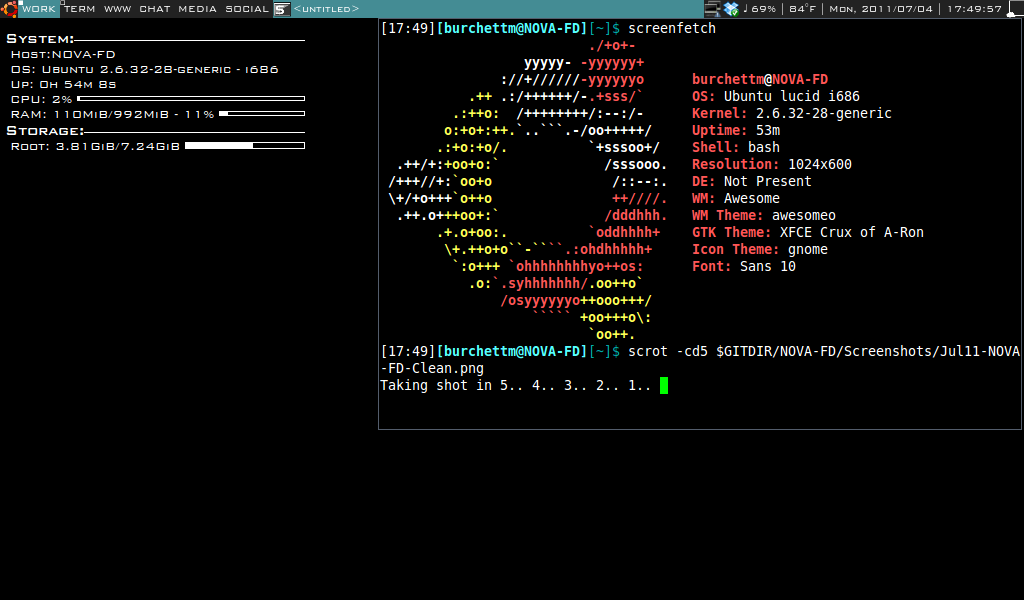 WORK TERM WWW CHAT MEDIA SOCIAL <UNTITLED> 69% | 84°F | MON, 2011/07/04 | 17:49:57
SYSTEM:
HOST:NOVA-FD
OS: UBUNTU 2.6.32-28-GENERIC - I686
UP: 0H 54M 8S
CPU: 2%
RAM: 110MIB/992MIB - 11%
STORAGE:
ROOT: 3.81GIB/7.24GIB
[17:49][burchettm@NOVA-FD][~]$ screenfetch
./+o+-
yyyyy- -yyyyyy+
://+//////-yyyyyyo burchettm@NOVA-FD
.++ .:/++++++/-.+sss/` OS: Ubuntu lucid i686
.:++o: /++++++++/:--:/- Kernel: 2.6.32-28-generic
o:+o+:++.`..```.-/oo+++++/ Uptime: 53m
.:+o:+o/. `+sssoo+/ Shell: bash
.++/+:+oo+o:` /sssooo. Resolution: 1024x600
/+++//+:`oo+o /::--:. DE: Not Present
\+/+o+++`o++o ++////. WM: Awesome
.++.o+++oo+:` /dddhhh. WM Theme: awesomeo
.+.o+oo:. `oddhhhh+ GTK Theme: XFCE Crux of A-Ron
\+.++o+o``-````.:ohdhhhhh+ Icon Theme: gnome
`:o+++ `ohhhhhhhhyo++os: Font: Sans 10
.o:`.syhhhhhhh/.oo++o`
/osyyyyyyo++ooo+++/
````` +oo+++o\:
`oo++.
[17:49][burchettm@NOVA-FD][~]$ scrot -cd5 $GITDIR/NOVA-FD/Screenshots/Jul11-NOVA
-FD-Clean.png
Taking shot in 5.. 4.. 3.. 2.. 1..